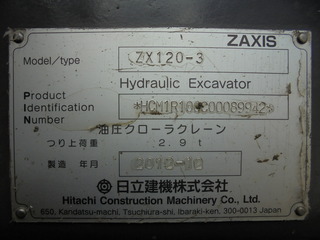 ZAXIS
Model/type ZX120-3
Hydraulic Excavator
Product
Identification
Number
油圧クローラクレーン
つり上荷重 2.9 t
製造 年月
日立建機株式会社
Hitachi Construction Machinery Co., Ltd.
650, Kandatsu-machi, Tsuchiura-shi, Ibaraki-ken, 300-0013 Japan